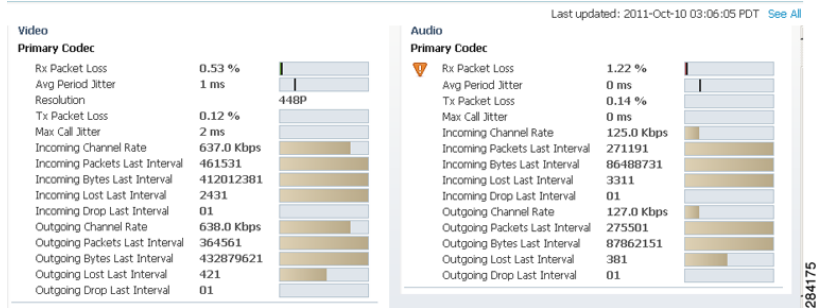 Last updated: 2011-Oct-10 03:06:05 PDT See All
Video
Primary Codec
Rx Packet Loss 0.53 %
Avg Period Jitter 1 ms
Resolution 448P
Tx Packet Loss 0.12 %
Max Call Jitter 2 ms
Incoming Channel Rate 637.0 Kbps
Incoming Packets Last Interval 461531
Incoming Bytes Last Interval 412012381
Incoming Lost Last Interval 2431
Incoming Drop Last Interval 01
Outgoing Channel Rate 638.0 Kbps
Outgoing Packets Last Interval 364561
Outgoing Bytes Last Interval 432879621
Outgoing Lost Last Interval 421
Outgoing Drop Last Interval 01
Audio
Primary Codec
Rx Packet Loss 1.22 %
Avg Period Jitter 0 ms
Tx Packet Loss 0.14 %
Max Call Jitter 0 ms
Incoming Channel Rate 125.0 Kbps
Incoming Packets Last Interval 271191
Incoming Bytes Last Interval 86488731
Incoming Lost Last Interval 3311
Incoming Drop Last Interval 01
Outgoing Channel Rate 127.0 Kbps
Outgoing Packets Last Interval 275501
Outgoing Bytes Last Interval 87862151
Outgoing Lost Last Interval 381
Outgoing Drop Last Interval 01
284175